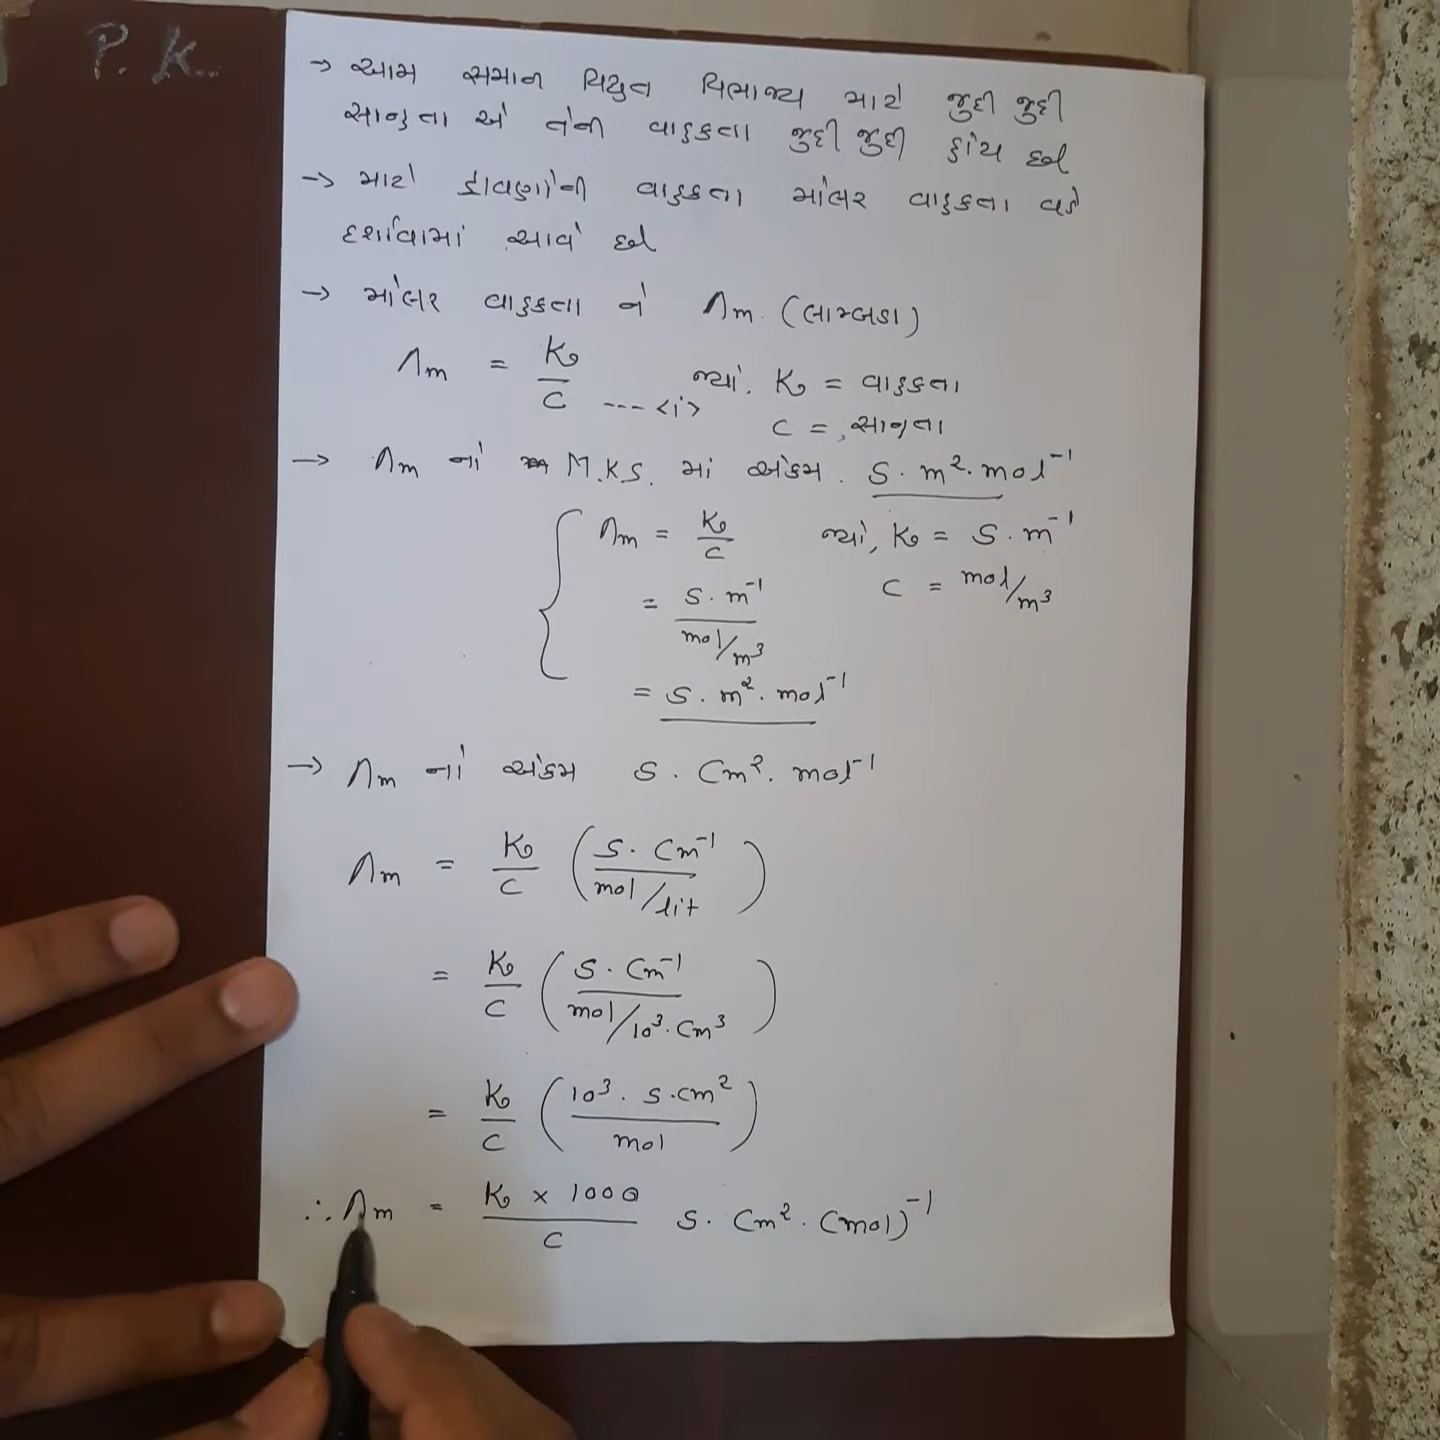 P. K.
→ આમ સમાન વિદ્યુત વિભાજ્ય માટે જુદી જુદી
સાન્દ્રતા એ તેની વાહકતા જુદી જુદી હોય છે
→ માટે દ્રાવણોની વાહકતા મોલર વાહકતા વડે
દર્શાવામાં આવે છે
→ મોલર વાહકતા ને Λm (લામ્બડા)
Λm = K/C ---<i> જ્યાં. K = વાહકતા
C = સાન્દ્રતા
→ Λm નો M.K.S. માં એકમ. S·m²·mol⁻¹
Λm = K/C જ્યાં, K = S·m⁻¹
= S·m⁻¹ / mol/m³ C = mol/m³
= S·m²·mol⁻¹
→ Λm નો એકમ S·Cm²·mol⁻¹
Λm = K/C (S·Cm⁻¹ / mol/lit)
= K/C (S·Cm⁻¹ / mol/10³·Cm³)
= K/C (10³·S·cm² / mol)
∴ Λm = K × 1000 / C S·Cm²·(mol)⁻¹